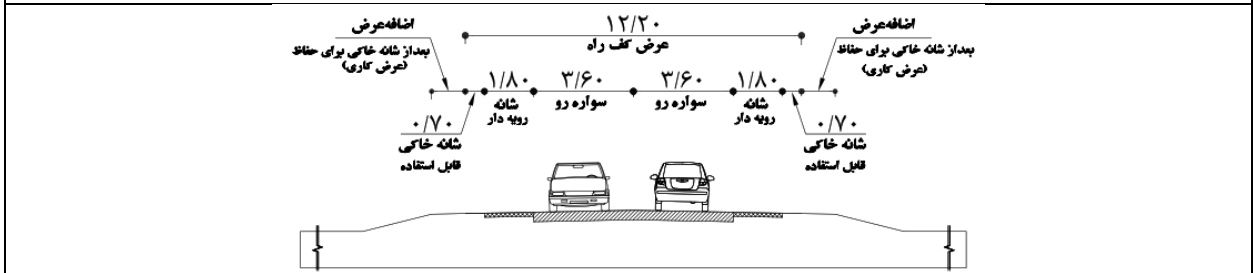 ۱۲/۲۰
عرض کف راه
اضافه‌عرض
بعداز شانه خاکی برای حفاظ
(عرض کاری)
اضافه‌عرض
بعداز شانه خاکی برای حفاظ
(عرض کاری)
۱/۸۰
شانه
رویه دار
۳/۶۰
سواره رو
۳/۶۰
سواره رو
۱/۸۰
شانه
رویه دار
۰/۷۰
شانه خاکی
قابل استفاده
۰/۷۰
شانه خاکی
قابل استفاده